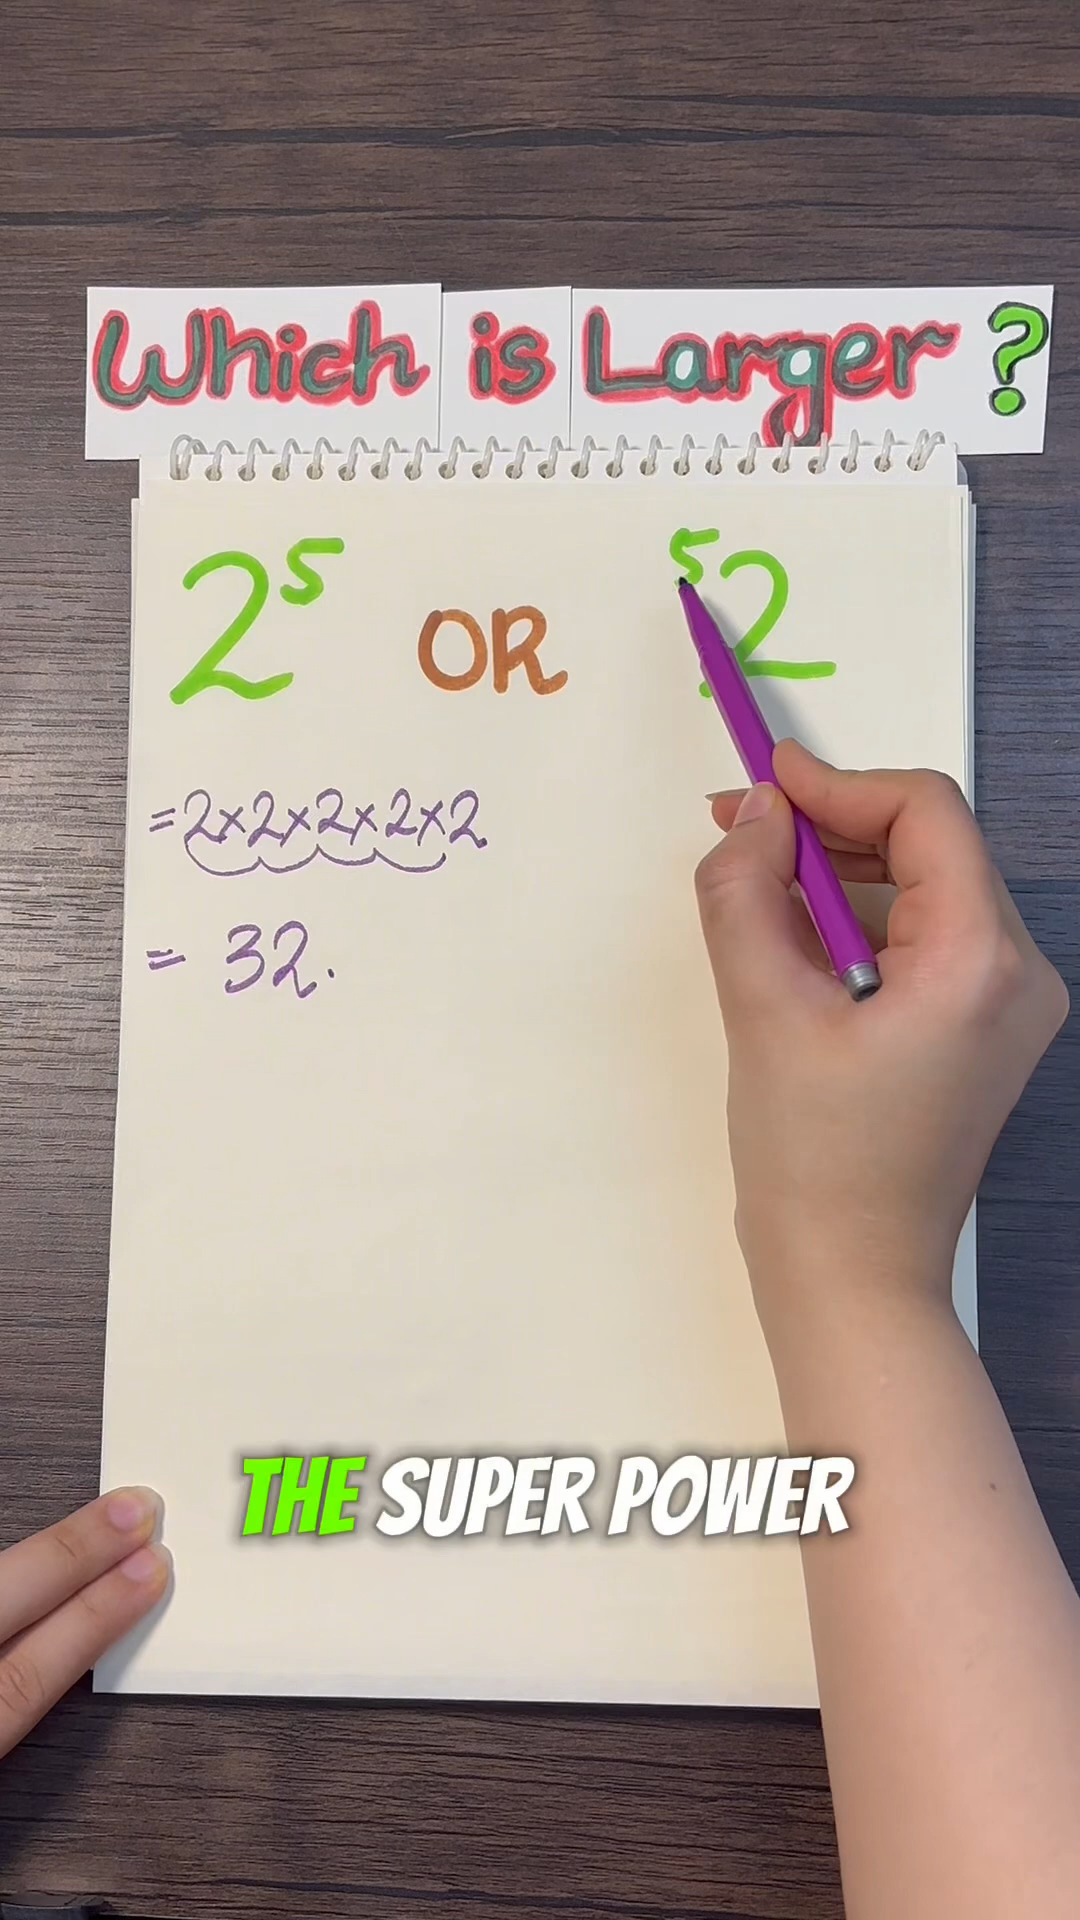 Which is Larger?
2⁵ OR ⁵2
=2×2×2×2×2
= 32.
THE SUPER POWER